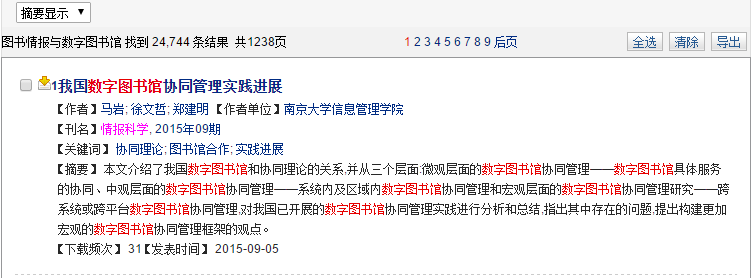 摘要显示
图书情报与数字图书馆 找到 24,744 条结果 共1238页 1 2 3 4 5 6 7 8 9 后页 全选 清除 导出
1我国数字图书馆协同管理实践进展
【作者】马岩; 徐文哲; 郑建明 【作者单位】南京大学信息管理学院
【刊名】情报科学, 2015年09期
【关键词】 协同理论; 图书馆合作; 实践进展
【摘要】 本文介绍了我国数字图书馆和协同理论的关系,并从三个层面:微观层面的数字图书馆协同管理——数字图书馆具体服务
的协同、中观层面的数字图书馆协同管理——系统内及区域内数字图书馆协同管理和宏观层面的数字图书馆协同管理研究——跨
系统或跨平台数字图书馆协同管理,对我国已开展的数字图书馆协同管理实践进行分析和总结,指出其中存在的问题,提出构建更加
宏观的数字图书馆协同管理框架的观点。
【下载频次】 31【发表时间】 2015-09-05